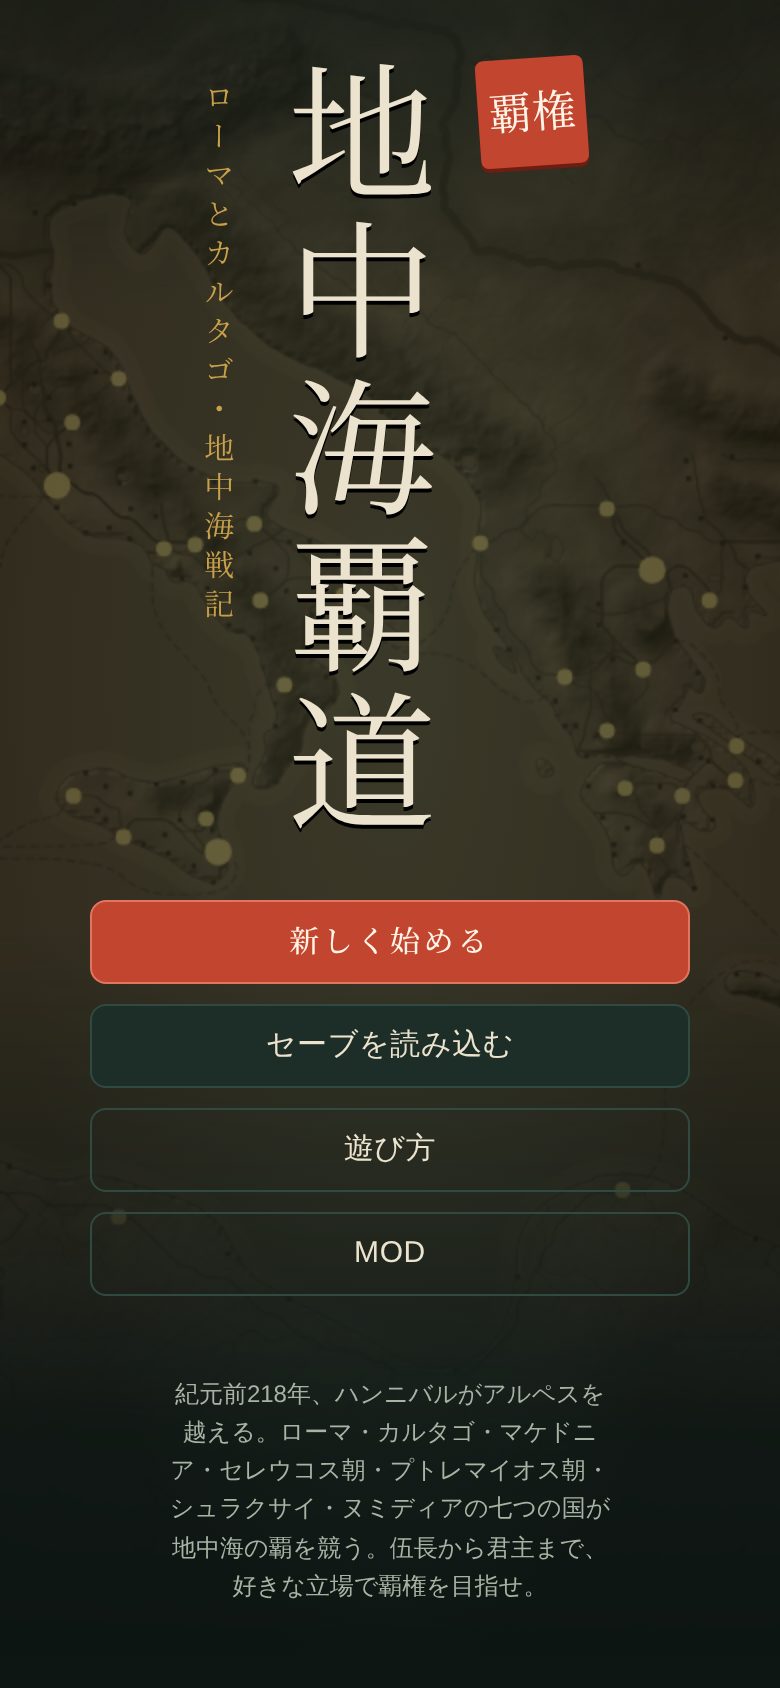 覇権
地中海覇道
ローマとカルタゴ・地中海戦記
新しく始める
セーブを読み込む
遊び方
MOD
紀元前218年、ハンニバルがアルペスを
越える。ローマ・カルタゴ・マケドニ
ア・セレウコス朝・プトレマイオス朝・
シュラクサイ・ヌミディアの七つの国が
地中海の覇を競う。伍長から君主まで、
好きな立場で覇権を目指せ。